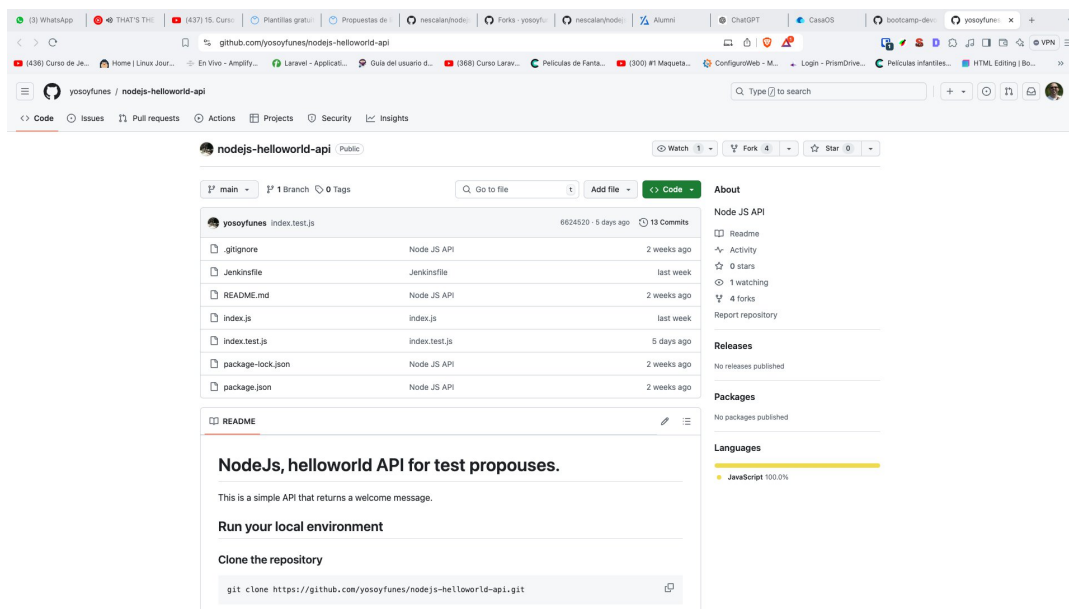 (3) WhatsApp THAT'S THE (437) 15. Curso Plantillas gratui Propuestas de nescalan/nodej Forks · yosoyfun nescalan/nodej Alumni ChatGPT CasaOS bootcamp-devo yosoyfunes
github.com/yosoyfunes/nodejs-helloworld-api VPN
(436) Curso de Je... Home | Linux Jour... En Vivo - Amplify... Laravel - Applicati... Guía del usuario d... (368) Curso Larav... Peliculas de Fanta... (300) #1 Maqueta... ConfiguroWeb - M... Login - PrismDrive... Películas infantiles... HTML Editing | Bo... »
yosoyfunes / nodejs-helloworld-api Type / to search
Code Issues Pull requests Actions Projects Security Insights
nodejs-helloworld-api Public Watch 1 Fork 4 Star 0
main 1 Branch 0 Tags Go to file t Add file Code
yosoyfunes index.test.js 6624520 · 5 days ago 13 Commits
.gitignore Node JS API 2 weeks ago
Jenkinsfile Jenkinsfile last week
README.md Node JS API 2 weeks ago
index.js index.js last week
index.test.js index.test.js 5 days ago
package-lock.json Node JS API 2 weeks ago
package.json Node JS API 2 weeks ago
README
NodeJs, helloworld API for test propouses.
This is a simple API that returns a welcome message.
Run your local environment
Clone the repository
git clone https://github.com/yosoyfunes/nodejs-helloworld-api.git
About
Node JS API
Readme
Activity
0 stars
1 watching
4 forks
Report repository
Releases
No releases published
Packages
No packages published
Languages
JavaScript 100.0%